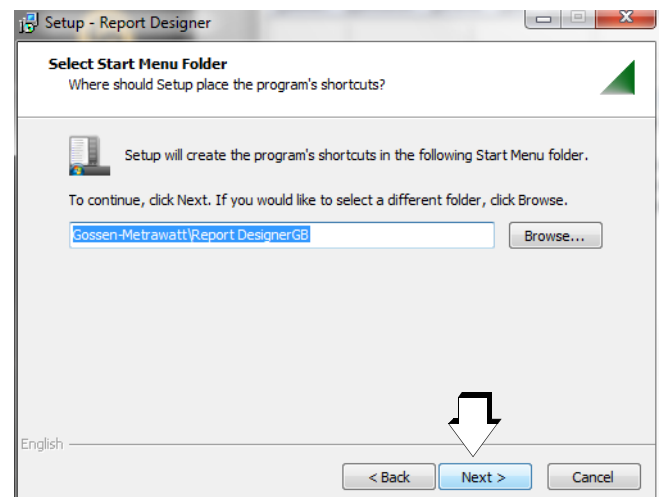 Setup - Report Designer
Select Start Menu Folder
Where should Setup place the program's shortcuts?
Setup will create the program's shortcuts in the following Start Menu folder.
To continue, click Next. If you would like to select a different folder, click Browse.
Gossen-Metrawatt\Report DesignerGB
Browse...
English
< Back
Next >
Cancel